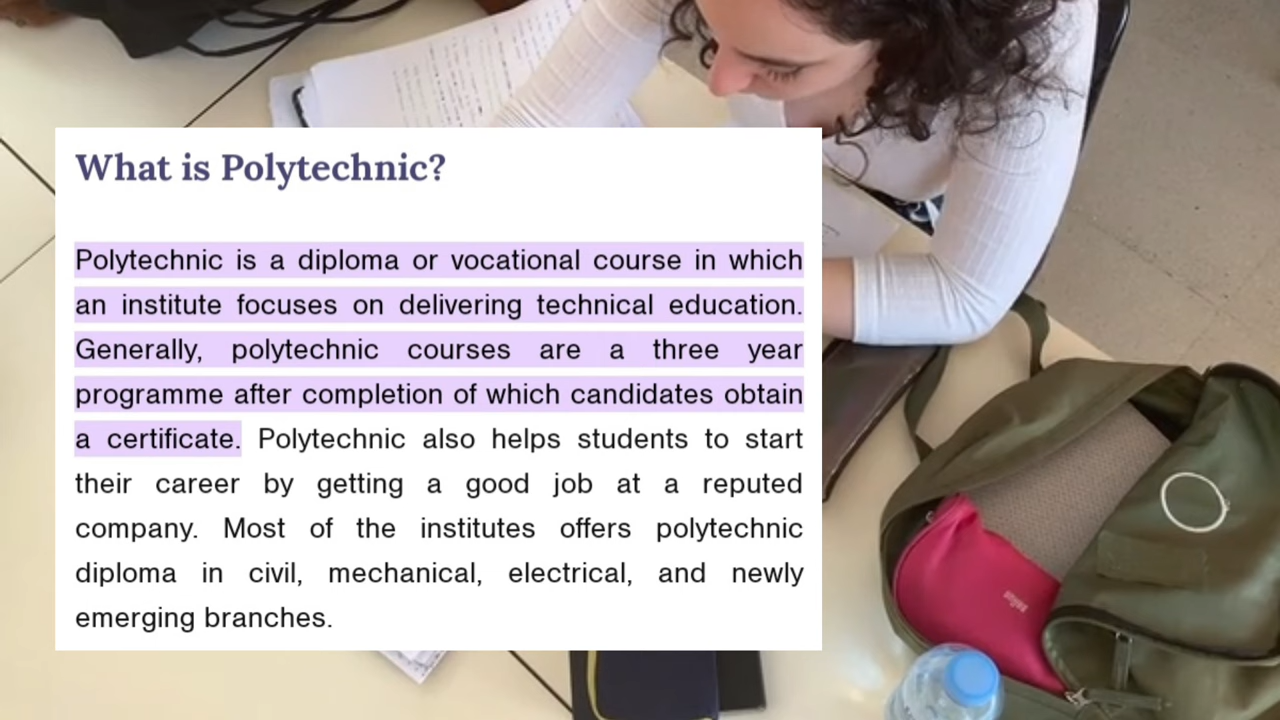 What is Polytechnic?
Polytechnic is a diploma or vocational course in which
an institute focuses on delivering technical education.
Generally, polytechnic courses are a three year
programme after completion of which candidates obtain
a certificate. Polytechnic also helps students to start
their career by getting a good job at a reputed
company. Most of the institutes offers polytechnic
diploma in civil, mechanical, electrical, and newly
emerging branches.